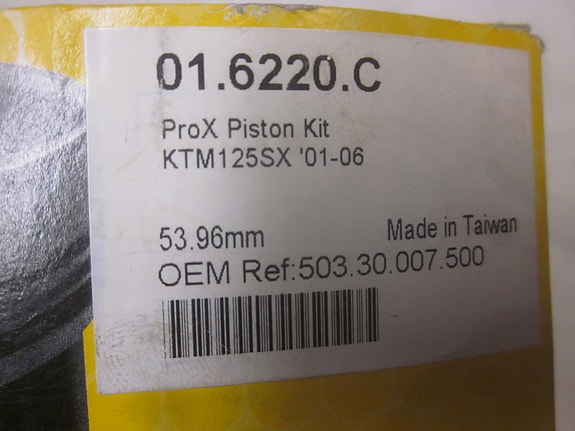 01.6220.C
ProX Piston Kit
KTM125SX '01-06
53.96mm Made in Taiwan
OEM Ref:503.30.007.500